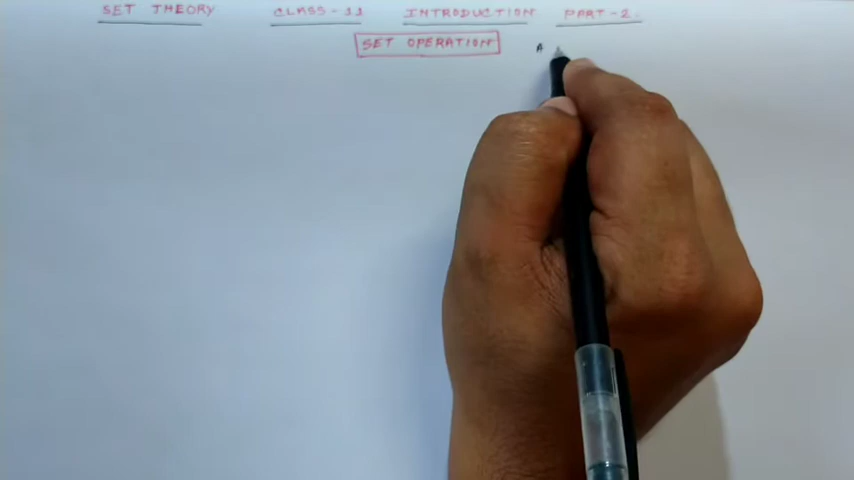 SET THEORY CLASS-11 INTRODUCTION PART-2
SET OPERATION A